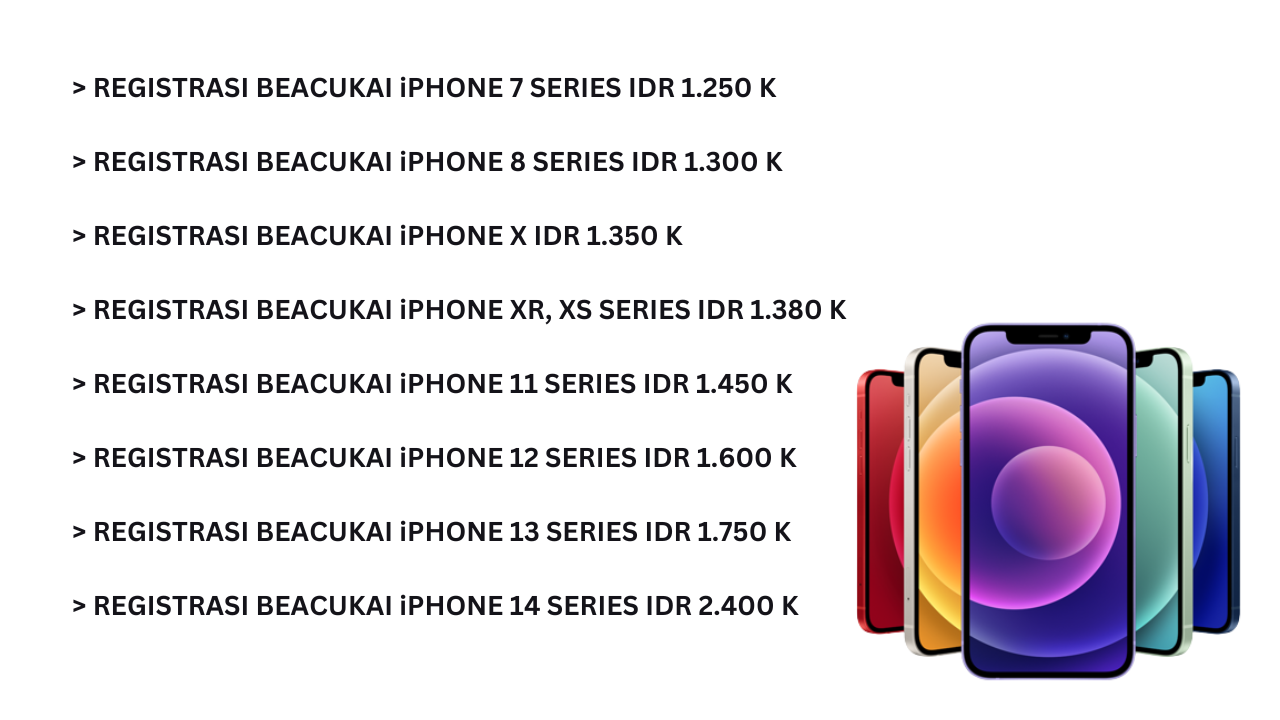 > REGISTRASI BEACUKAI iPHONE 7 SERIES IDR 1.250 K
> REGISTRASI BEACUKAI iPHONE 8 SERIES IDR 1.300 K
> REGISTRASI BEACUKAI iPHONE X IDR 1.350 K
> REGISTRASI BEACUKAI iPHONE XR, XS SERIES IDR 1.380 K
> REGISTRASI BEACUKAI iPHONE 11 SERIES IDR 1.450 K
> REGISTRASI BEACUKAI iPHONE 12 SERIES IDR 1.600 K
> REGISTRASI BEACUKAI iPHONE 13 SERIES IDR 1.750 K
> REGISTRASI BEACUKAI iPHONE 14 SERIES IDR 2.400 K